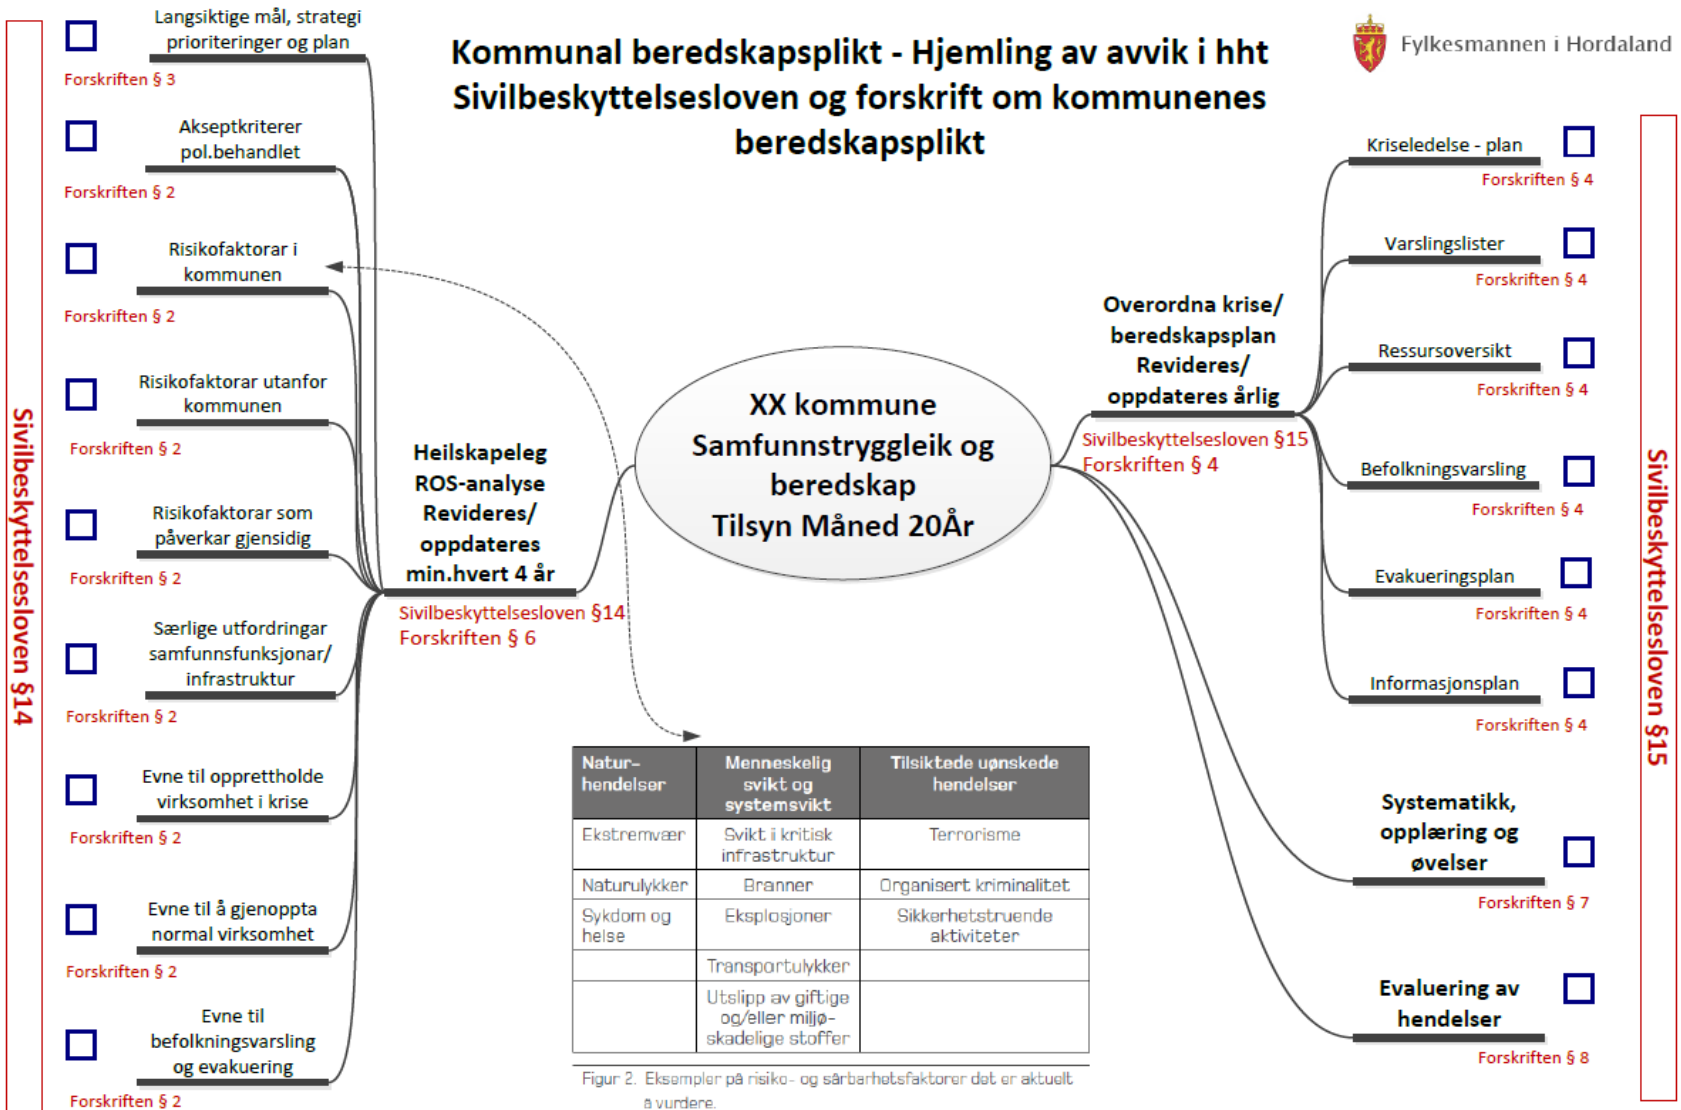 Kommunal beredskapsplikt - Hjemling av avvik i hht
Sivilbeskyttelsesloven og forskrift om kommunenes
beredskapsplikt
Fylkesmannen i Hordaland
Sivilbeskyttelsesloven §14
Langsiktige mål, strategi
prioriteringer og plan
Forskriften § 3
Akseptkriterer
pol.behandlet
Forskriften § 2
Risikofaktorar i
kommunen
Forskriften § 2
Risikofaktorar utanfor
kommunen
Forskriften § 2
Risikofaktorar som
påverkar gjensidig
Forskriften § 2
Særlige utfordringar
samfunnsfunksjonar/
infrastruktur
Forskriften § 2
Evne til opprettholde
virksomhet i krise
Forskriften § 2
Evne til å gjenoppta
normal virksomhet
Forskriften § 2
Evne til
befolkningsvarsling
og evakuering
Forskriften § 2
Heilskapeleg
ROS-analyse
Revideres/
oppdateres
min.hvert 4 år
Sivilbeskyttelsesloven §14
Forskriften § 6
XX kommune
Samfunnstryggleik og
beredskap
Tilsyn Måned 20År
Overordna krise/
beredskapsplan
Revideres/
oppdateres årlig
Sivilbeskyttelsesloven §15
Forskriften § 4
Kriseledelse - plan
Forskriften § 4
Varslingslister
Forskriften § 4
Ressursoversikt
Forskriften § 4
Befolkningsvarsling
Forskriften § 4
Evakueringsplan
Forskriften § 4
Informasjonsplan
Forskriften § 4
Systematikk,
opplæring og
øvelser
Forskriften § 7
Evaluering av
hendelser
Forskriften § 8
Sivilbeskyttelsesloven §15
Natur-
hendelser
Menneskelig
svikt og
systemsvikt
Tilsiktede uønskede
hendelser
Ekstremvær
Svikt i kritisk
infrastruktur
Terrorisme
Naturulykker
Branner
Organisert kriminalitet
Sykdom og
helse
Eksplosjoner
Sikkerhetstruende
aktiviteter
Transportulykker
Utslipp av giftige
og/eller miljø-
skadelige stoffer
Figur 2. Eksempler på risiko- og sårbarhetsfaktorer det er aktuelt
å vurdere.